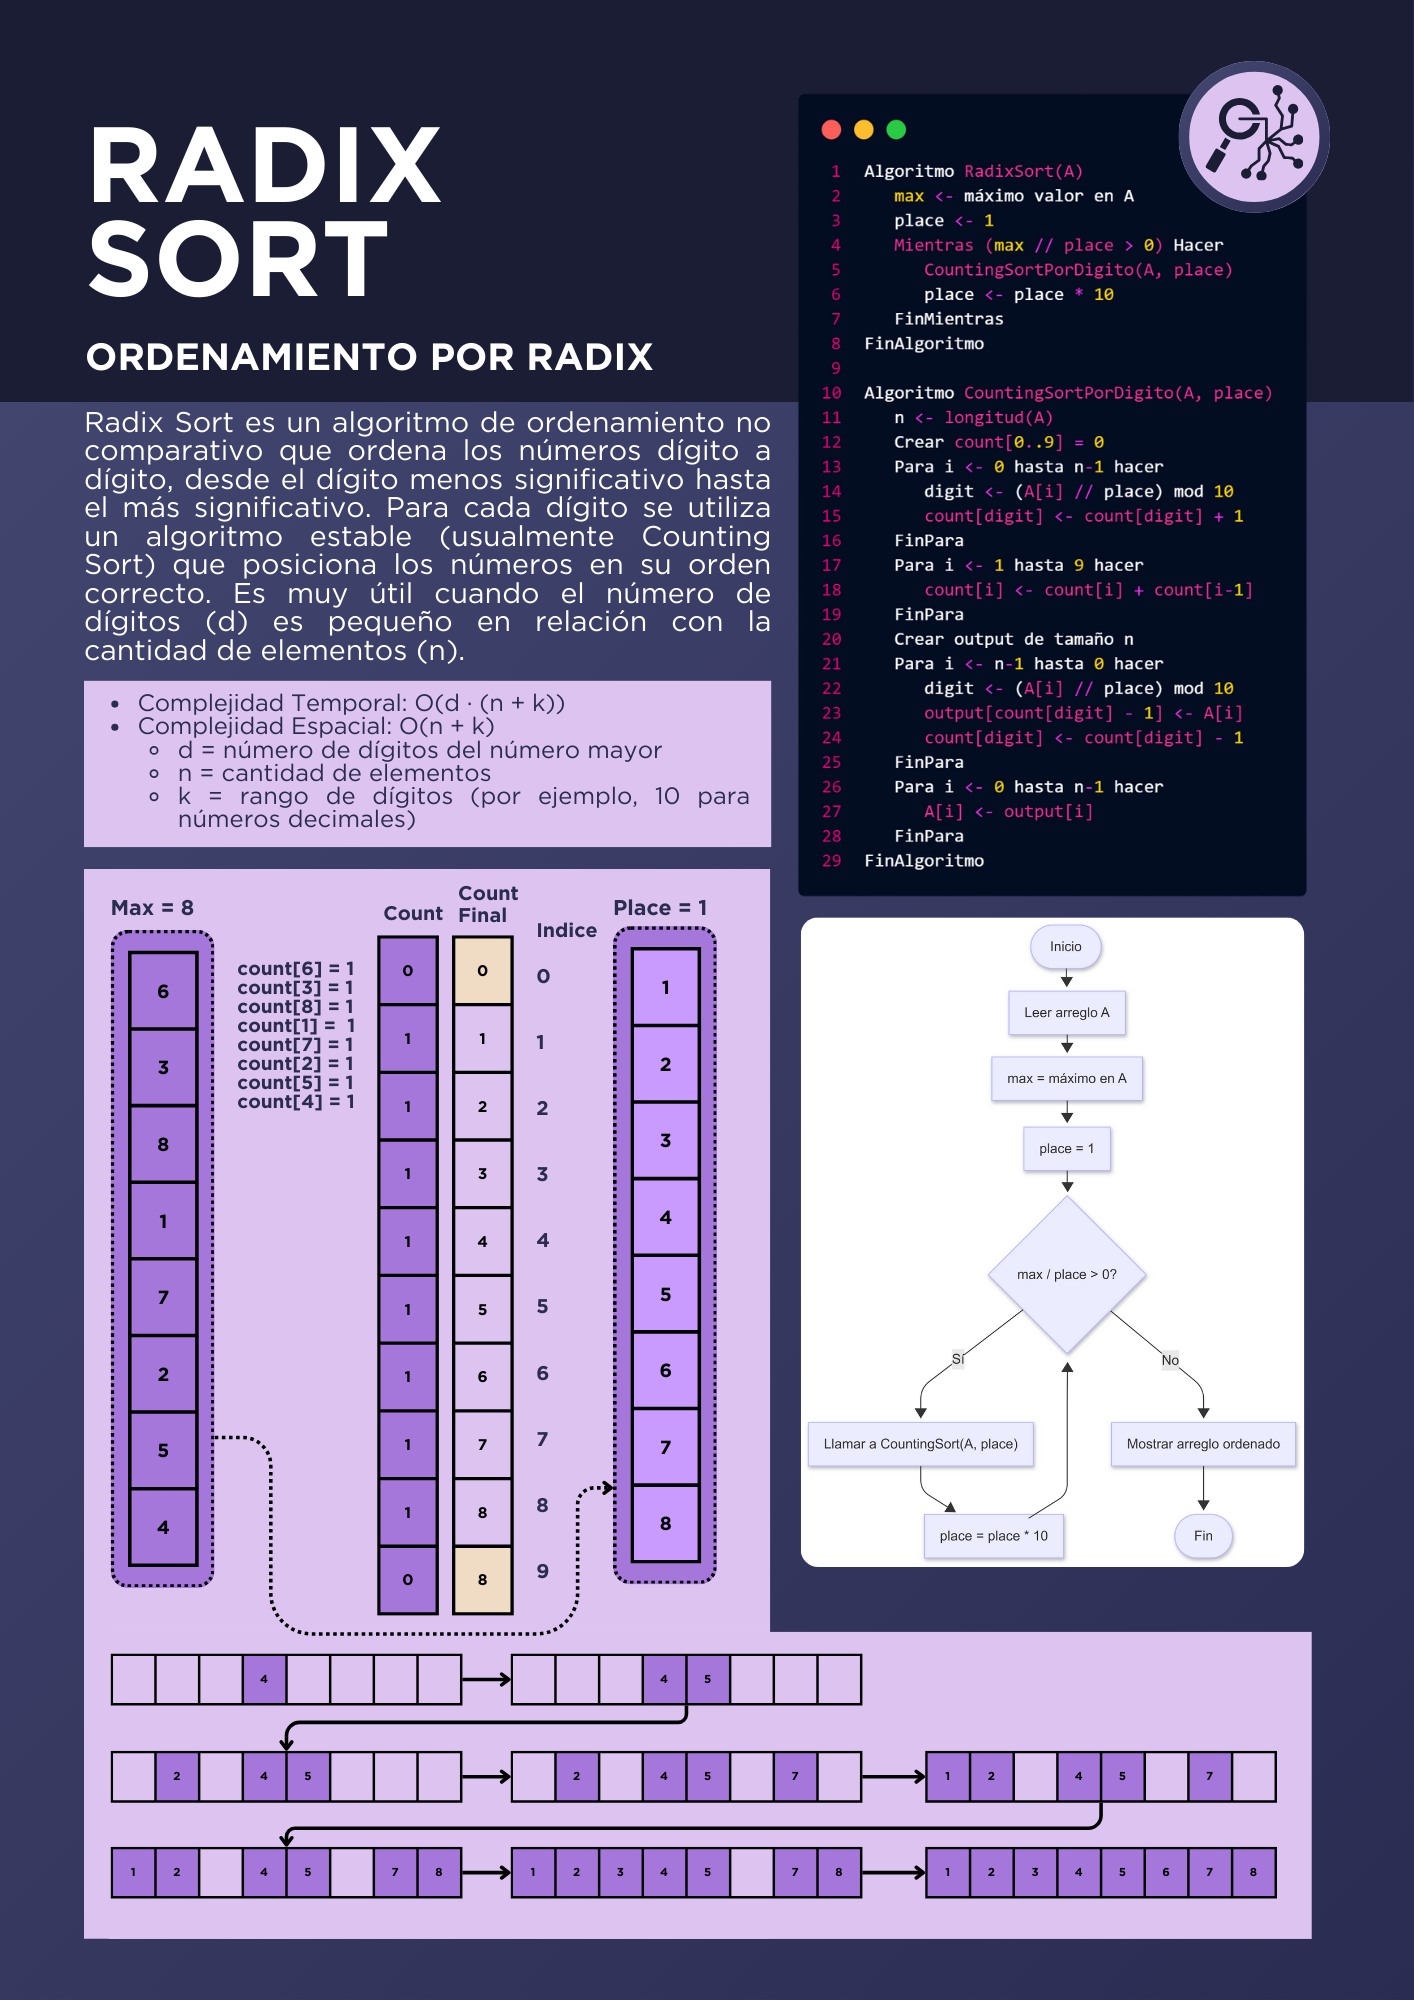 RADIX
SORT
ORDENAMIENTO POR RADIX
Radix Sort es un algoritmo de ordenamiento no
comparativo que ordena los números dígito a
dígito, desde el dígito menos significativo hasta
el más significativo. Para cada dígito se utiliza
un algoritmo estable (usualmente Counting
Sort) que posiciona los números en su orden
correcto. Es muy útil cuando el número de
dígitos (d) es pequeño en relación con la
cantidad de elementos (n).
• Complejidad Temporal: O(d · (n + k))
• Complejidad Espacial: O(n + k)
d = número de dígitos del número mayor
n = cantidad de elementos
k = rango de dígitos (por ejemplo, 10 para
números decimales)
1 Algoritmo RadixSort(A)
2 max <- máximo valor en A
3 place <- 1
4 Mientras (max // place > 0) Hacer
5 CountingSortPorDigito(A, place)
6 place <- place * 10
7 FinMientras
8 FinAlgoritmo
9
10 Algoritmo CountingSortPorDigito(A, place)
11 n <- longitud(A)
12 Crear count[0..9] = 0
13 Para i <- 0 hasta n-1 hacer
14 digit <- (A[i] // place) mod 10
15 count[digit] <- count[digit] + 1
16 FinPara
17 Para i <- 1 hasta 9 hacer
18 count[i] <- count[i] + count[i-1]
19 FinPara
20 Crear output de tamaño n
21 Para i <- n-1 hasta 0 hacer
22 digit <- (A[i] // place) mod 10
23 output[count[digit] - 1] <- A[i]
24 count[digit] <- count[digit] - 1
25 FinPara
26 Para i <- 0 hasta n-1 hacer
27 A[i] <- output[i]
28 FinPara
29 FinAlgoritmo
Max = 8
6
3
8
1
7
2
5
4
count[6] = 1
count[3] = 1
count[8] = 1
count[1] = 1
count[7] = 1
count[2] = 1
count[5] = 1
count[4] = 1
Count
0
1
1
1
1
1
1
1
1
0
Count
Final
0
1
2
3
4
5
6
7
8
8
Indice
0
1
2
3
4
5
6
7
8
9
Place = 1
1
2
3
4
5
6
7
8
Inicio
Leer arreglo A
max = máximo en A
place = 1
max / place > 0?
Sí
No
Llamar a CountingSort(A, place)
Mostrar arreglo ordenado
place = place * 10
Fin
4
4 5
2 4 5
2 4 5 7
1 2 4 5 7
1 2 4 5 7 8
1 2 3 4 5 7 8
1 2 3 4 5 6 7 8